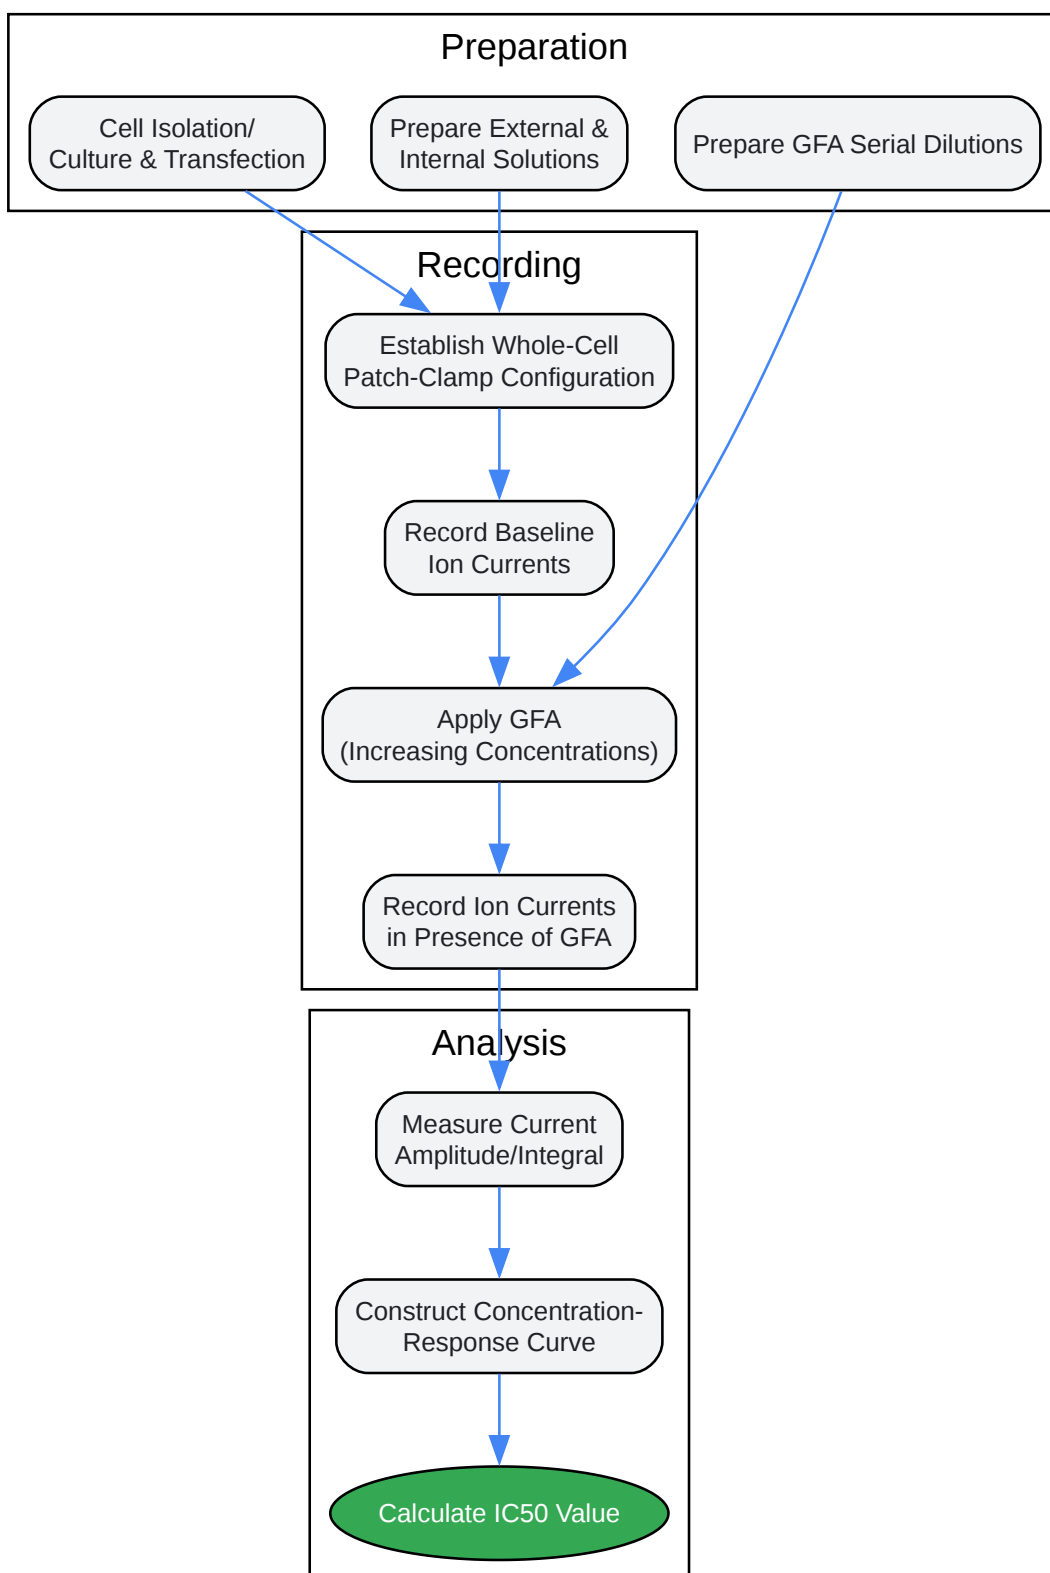 Preparation
Cell Isolation/
Culture & Transfection
Prepare External &
Internal Solutions
Prepare GFA Serial Dilutions
Recording
Establish Whole-Cell
Patch-Clamp Configuration
Record Baseline
Ion Currents
Apply GFA
(Increasing Concentrations)
Record Ion Currents
in Presence of GFA
Analysis
Measure Current
Amplitude/Integral
Construct Concentration-
Response Curve
Calculate IC50 Value